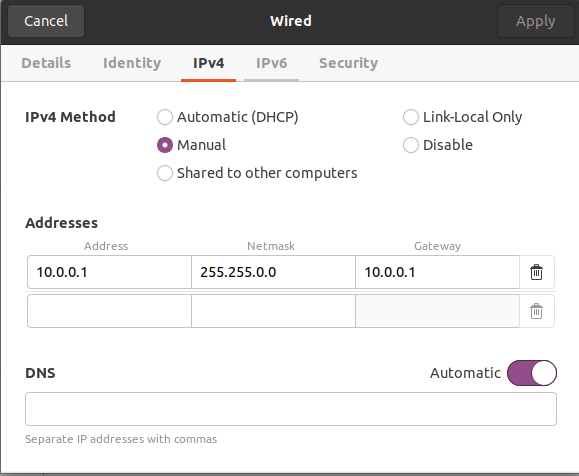 Cancel Wired Apply
Details Identity IPv4 IPv6 Security
IPv4 Method Automatic (DHCP) Link-Local Only
Manual Disable
Shared to other computers
Addresses
Address Netmask Gateway
10.0.0.1 255.255.0.0 10.0.0.1
DNS Automatic
Separate IP addresses with commas